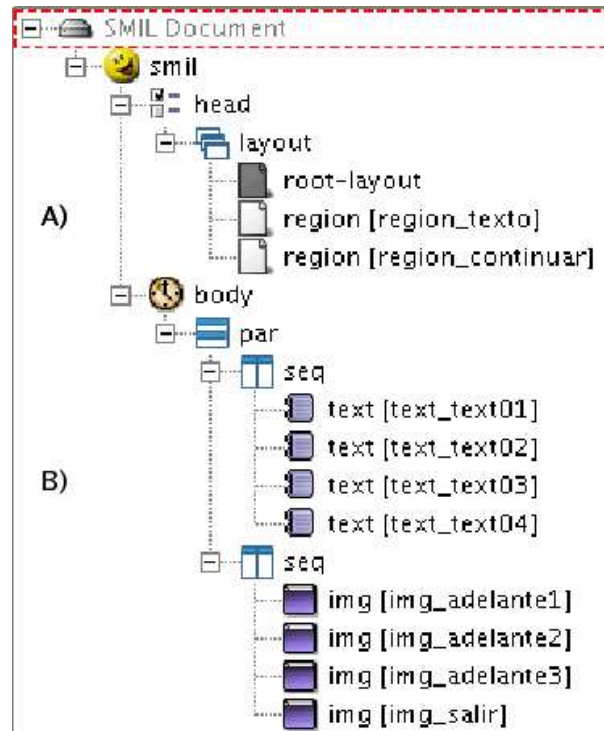 SMIL Document
smil
head
layout
root-layout
A) region [region_texto]
region [region_continuar]
body
par
seq
text [text_text01]
text [text_text02]
text [text_text03]
B)
text [text_text04]
seq
img [img_adelante1]
img [img_adelante2]
img [img_adelante3]
img [img_salir]